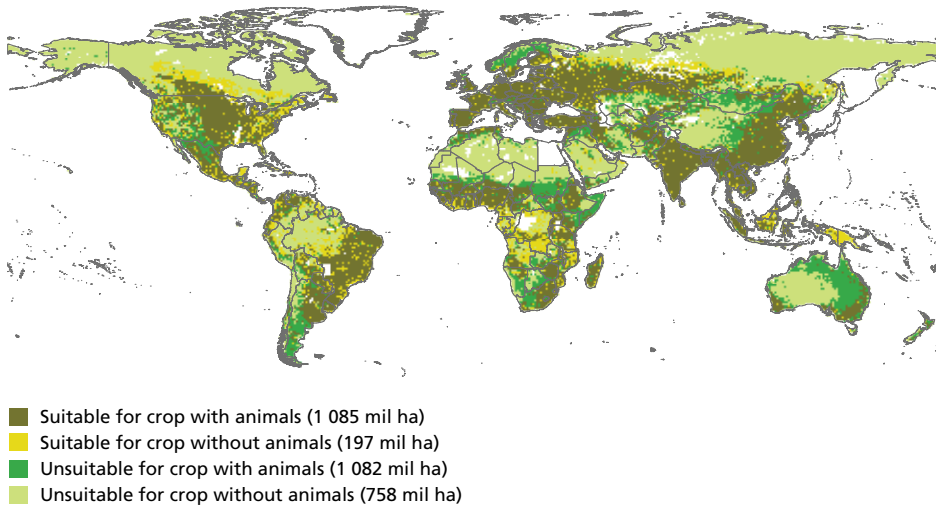 Suitable for crop with animals (1 085 mil ha)
Suitable for crop without animals (197 mil ha)
Unsuitable for crop with animals (1 082 mil ha)
Unsuitable for crop without animals (758 mil ha)